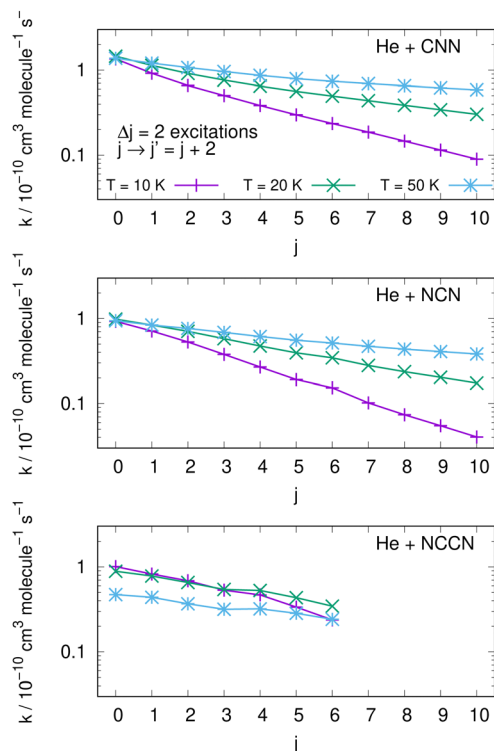 He + CNN
k / 10⁻¹⁰ cm³ molecule⁻¹ s⁻
1
0.1
Δj = 2 excitations
j → j' = j + 2
T = 10 K T = 20 K T = 50 K
0 1 2 3 4 5 6 7 8 9 10
j
He + NCN
k / 10⁻¹⁰ cm³ molecule⁻¹ s⁻¹
1
0.1
0 1 2 3 4 5 6 7 8 9 10
j
He + NCCN
k / 10⁻¹⁰ cm³ molecule⁻¹ s⁻¹
1
0.1
0 1 2 3 4 5 6 7 8 9 10
j